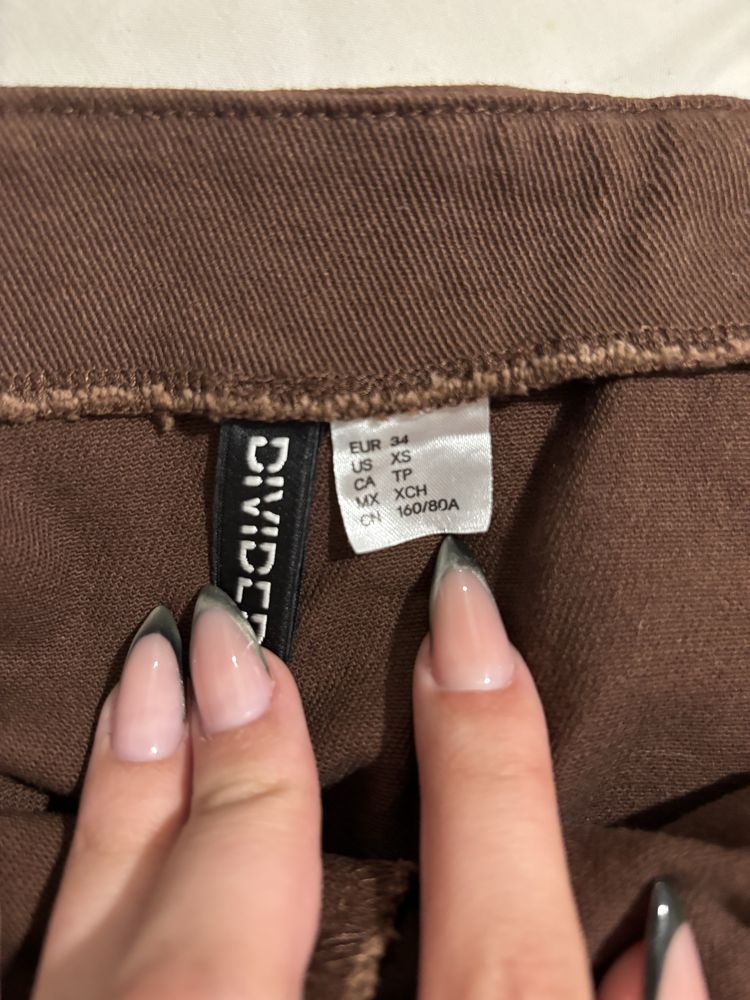 DIVIDED
EUR 34
US XS
CA TP
MX XCH
CN 160/80A